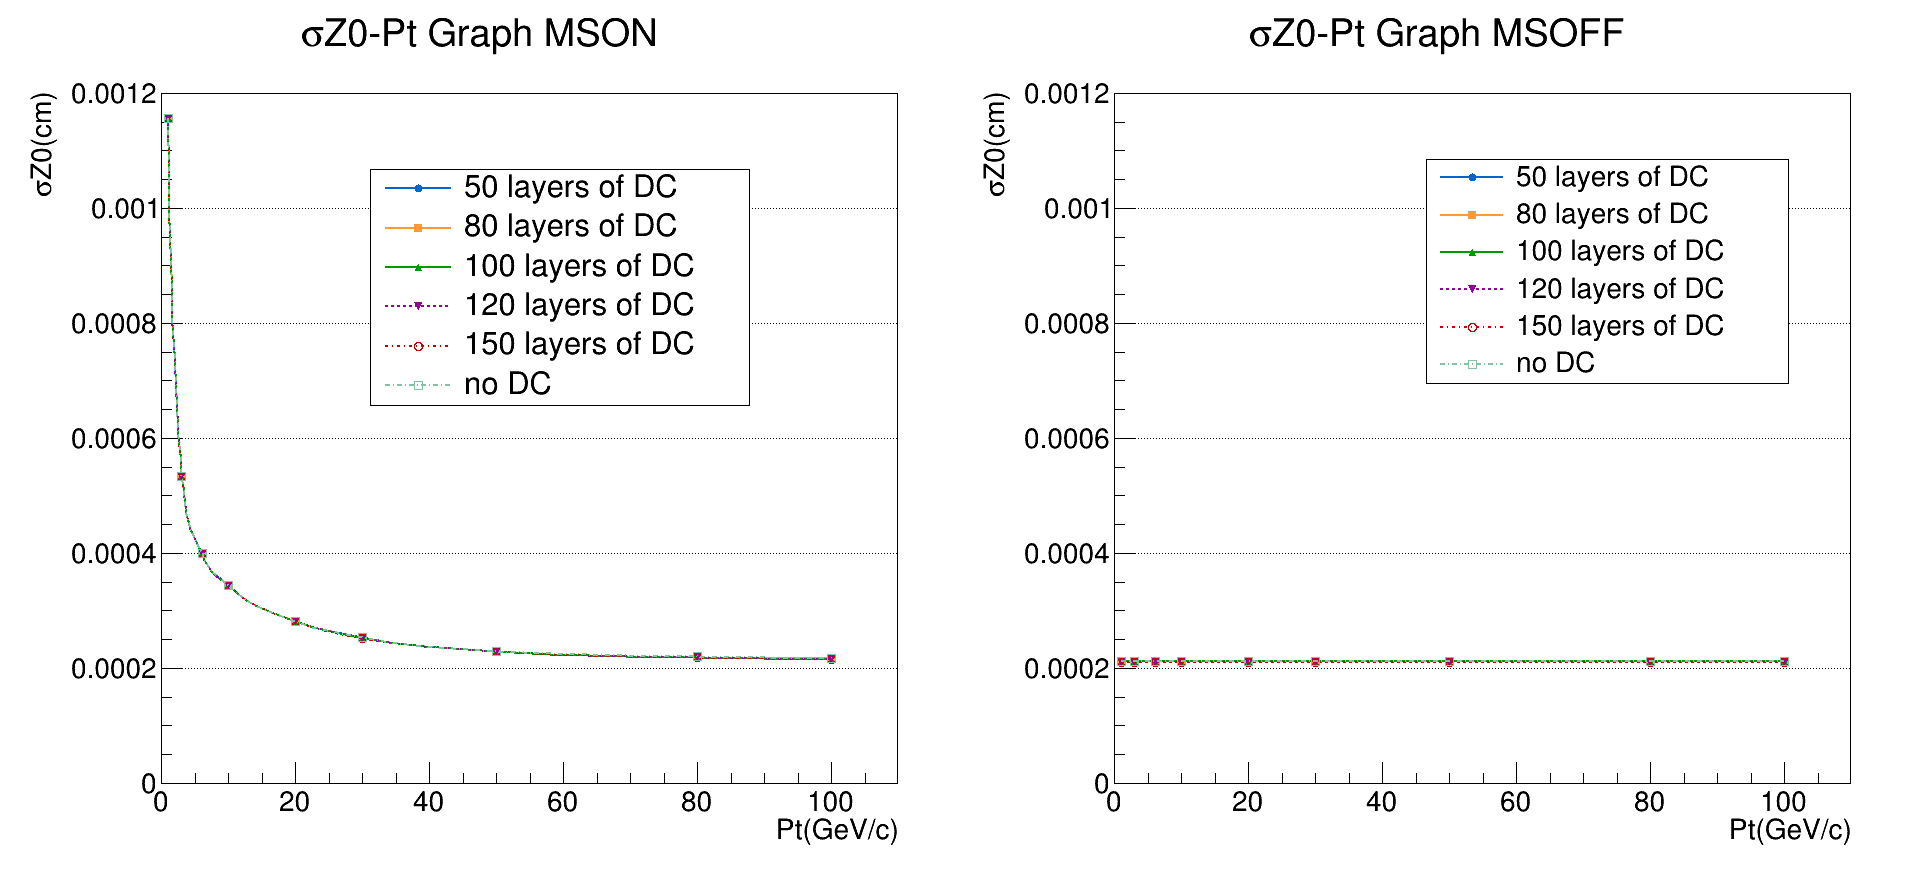 σZ0-Pt Graph MSON
σZ0(cm)
0.0012
0.001
0.0008
0.0006
0.0004
0.0002
0
50 layers of DC
80 layers of DC
100 layers of DC
120 layers of DC
150 layers of DC
no DC
0 20 40 60 80 100
Pt(GeV/c)
σZ0-Pt Graph MSOFF
σZ0(cm)
0.0012
0.001
0.0008
0.0006
0.0004
0.0002
0
50 layers of DC
80 layers of DC
100 layers of DC
120 layers of DC
150 layers of DC
no DC
0 20 40 60 80 100
Pt(GeV/c)